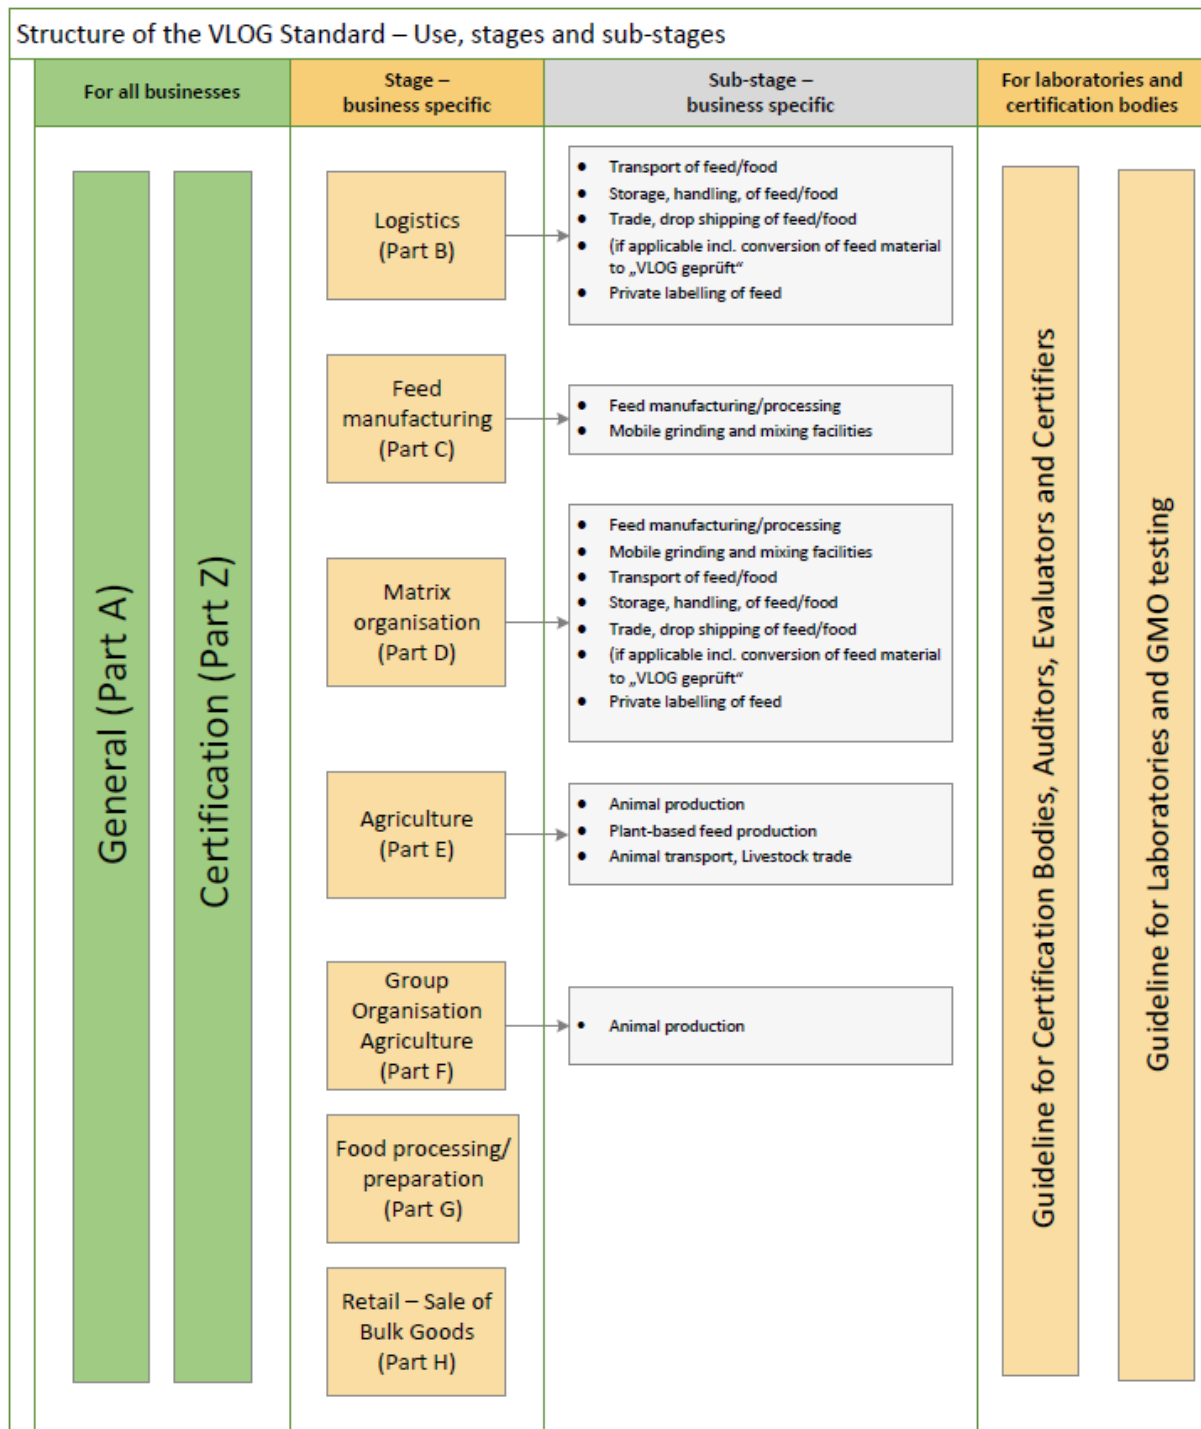 Structure of the VLOG Standard – Use, stages and sub-stages
For all businesses
Stage –
business specific
Sub-stage –
business specific
For laboratories and
certification bodies
General (Part A)
Certification (Part Z)
Logistics
(Part B)
● Transport of feed/food
● Storage, handling, of feed/food
● Trade, drop shipping of feed/food
● (if applicable incl. conversion of feed material
to „VLOG geprüft“
● Private labelling of feed
Feed
manufacturing
(Part C)
● Feed manufacturing/processing
● Mobile grinding and mixing facilities
Matrix
organisation
(Part D)
● Feed manufacturing/processing
● Mobile grinding and mixing facilities
● Transport of feed/food
● Storage, handling, of feed/food
● Trade, drop shipping of feed/food
● (if applicable incl. conversion of feed material
to „VLOG geprüft“
● Private labelling of feed
Agriculture
(Part E)
● Animal production
● Plant-based feed production
● Animal transport, Livestock trade
Group
Organisation
Agriculture
(Part F)
• Animal production
Food processing/
preparation
(Part G)
Retail – Sale of
Bulk Goods
(Part H)
Guideline for Certification Bodies, Auditors, Evaluators and Certifiers
Guideline for Laboratories and GMO testing